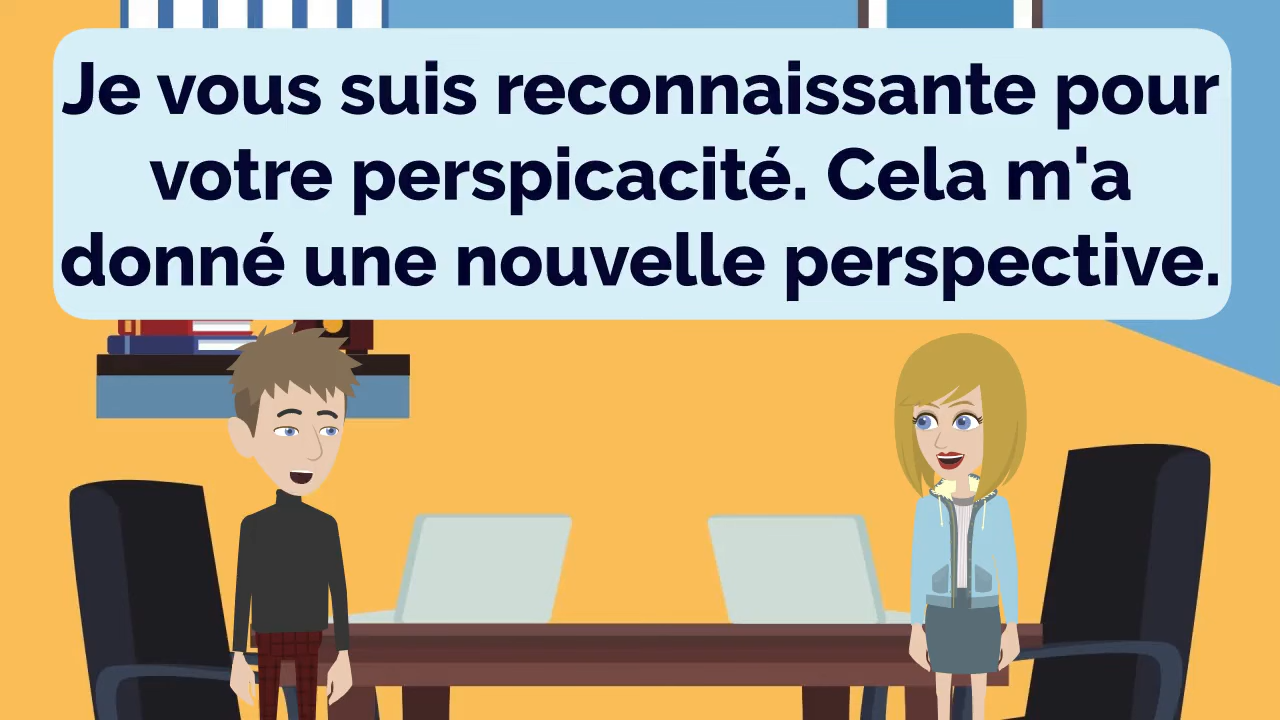 Je vous suis reconnaissante pour
votre perspicacité. Cela m'a
donné une nouvelle perspective.